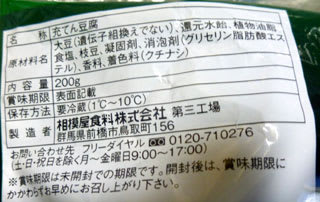 名称 充てん豆腐
原材料名 大豆(遺伝子組換えでない)、還元水飴、植物油脂
食塩、枝豆、凝固剤、消泡剤(グリセリン脂肪酸エス
テル)、香料、着色料(クチナシ)
内容量 200g
賞味期限 表面に記載
保存方法 要冷蔵(1℃〜10℃)
製造者 相模屋食料株式会社 第三工場
群馬県前橋市鳥取町156
お問い合わせ フリーダイヤル 0120-710276
(土・日・祝日を除く月〜金曜日9:00〜17:00)
※賞味期限は未開封での期限です。開封後は、賞味期限に
かかわらずお早めにお召し上がり下さい。